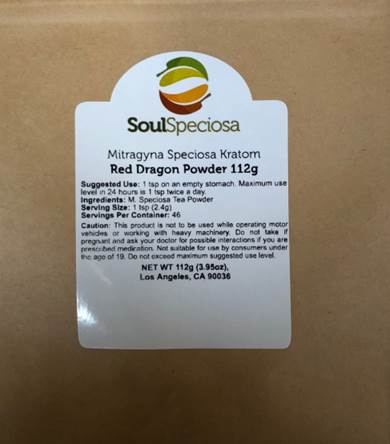 SoulSpeciosa
Mitragyna Speciosa Kratom
Red Dragon Powder 112g
Suggested Use: 1 tsp on an empty stomach. Maximum use
level in 24 hours is 1 tsp twice a day.
Ingredients: M. Speciosa Tea Powder
Serving Size: 1 tsp (2.4g)
Servings Per Container: 46
Caution: This product is not to be used while operating motor
vehicles or working with heavy machinery. Do not take if
pregnant and ask your doctor for possible interactions if you are
prescribed medication. Not suitable for use by consumers under
the age of 19. Do not exceed maximum suggested use level.
NET WT 112g (3.95oz),
Los Angeles, CA 90036